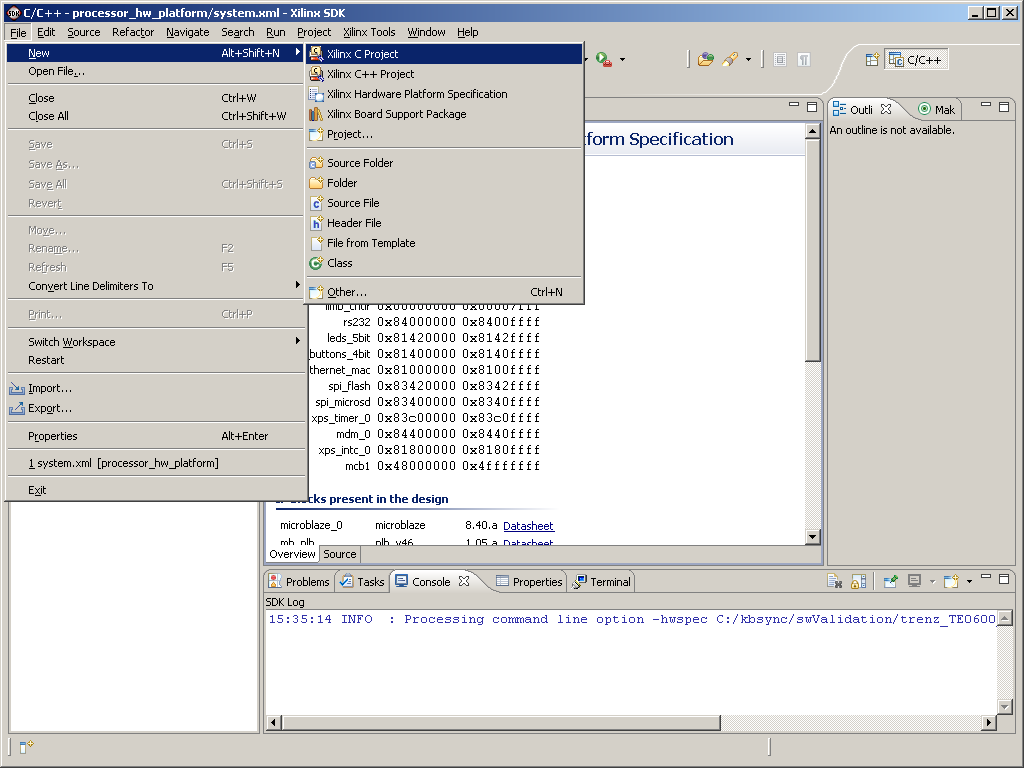 C/C++ - processor_hw_platform/system.xml - Xilinx SDK
File Edit Source Refactor Navigate Search Run Project Xilinx Tools Window Help
New Alt+Shift+N
Open File...
Close Ctrl+W
Close All Ctrl+Shift+W
Save Ctrl+S
Save As...
Save All Ctrl+Shift+S
Revert
Move...
Rename... F2
Refresh F5
Convert Line Delimiters To
Print... Ctrl+P
Switch Workspace
Restart
Import...
Export...
Properties Alt+Enter
1 system.xml [processor_hw_platform]
Exit
Xilinx C Project
Xilinx C++ Project
Xilinx Hardware Platform Specification
Xilinx Board Support Package
Project...
Source Folder
Folder
Source File
Header File
File from Template
Class
Other... Ctrl+N
C/C++
Outli
Mak
An outline is not available.
tform Specification
lmb_cntlr 0x00000000 0x00007fff
rs232 0x84000000 0x8400ffff
leds_5bit 0x81420000 0x8142ffff
buttons_4bit 0x81400000 0x8140ffff
thernet_mac 0x81000000 0x8100ffff
spi_flash 0x83420000 0x8342ffff
spi_microsd 0x83400000 0x8340ffff
xps_timer_0 0x83c00000 0x83c0ffff
mdm_0 0x84400000 0x8440ffff
xps_intc_0 0x81800000 0x8180ffff
mcb1 0x48000000 0x4fffffff
cks present in the design
microblaze_0 microblaze 8.40.a Datasheet
mb_plb plb_v46 1.05.a Datasheet
Overview Source
Problems Tasks Console Properties Terminal
SDK Log
15:35:14 INFO : Processing command line option -hwspec C:/kbsync/swValidation/trenz_TE0600_